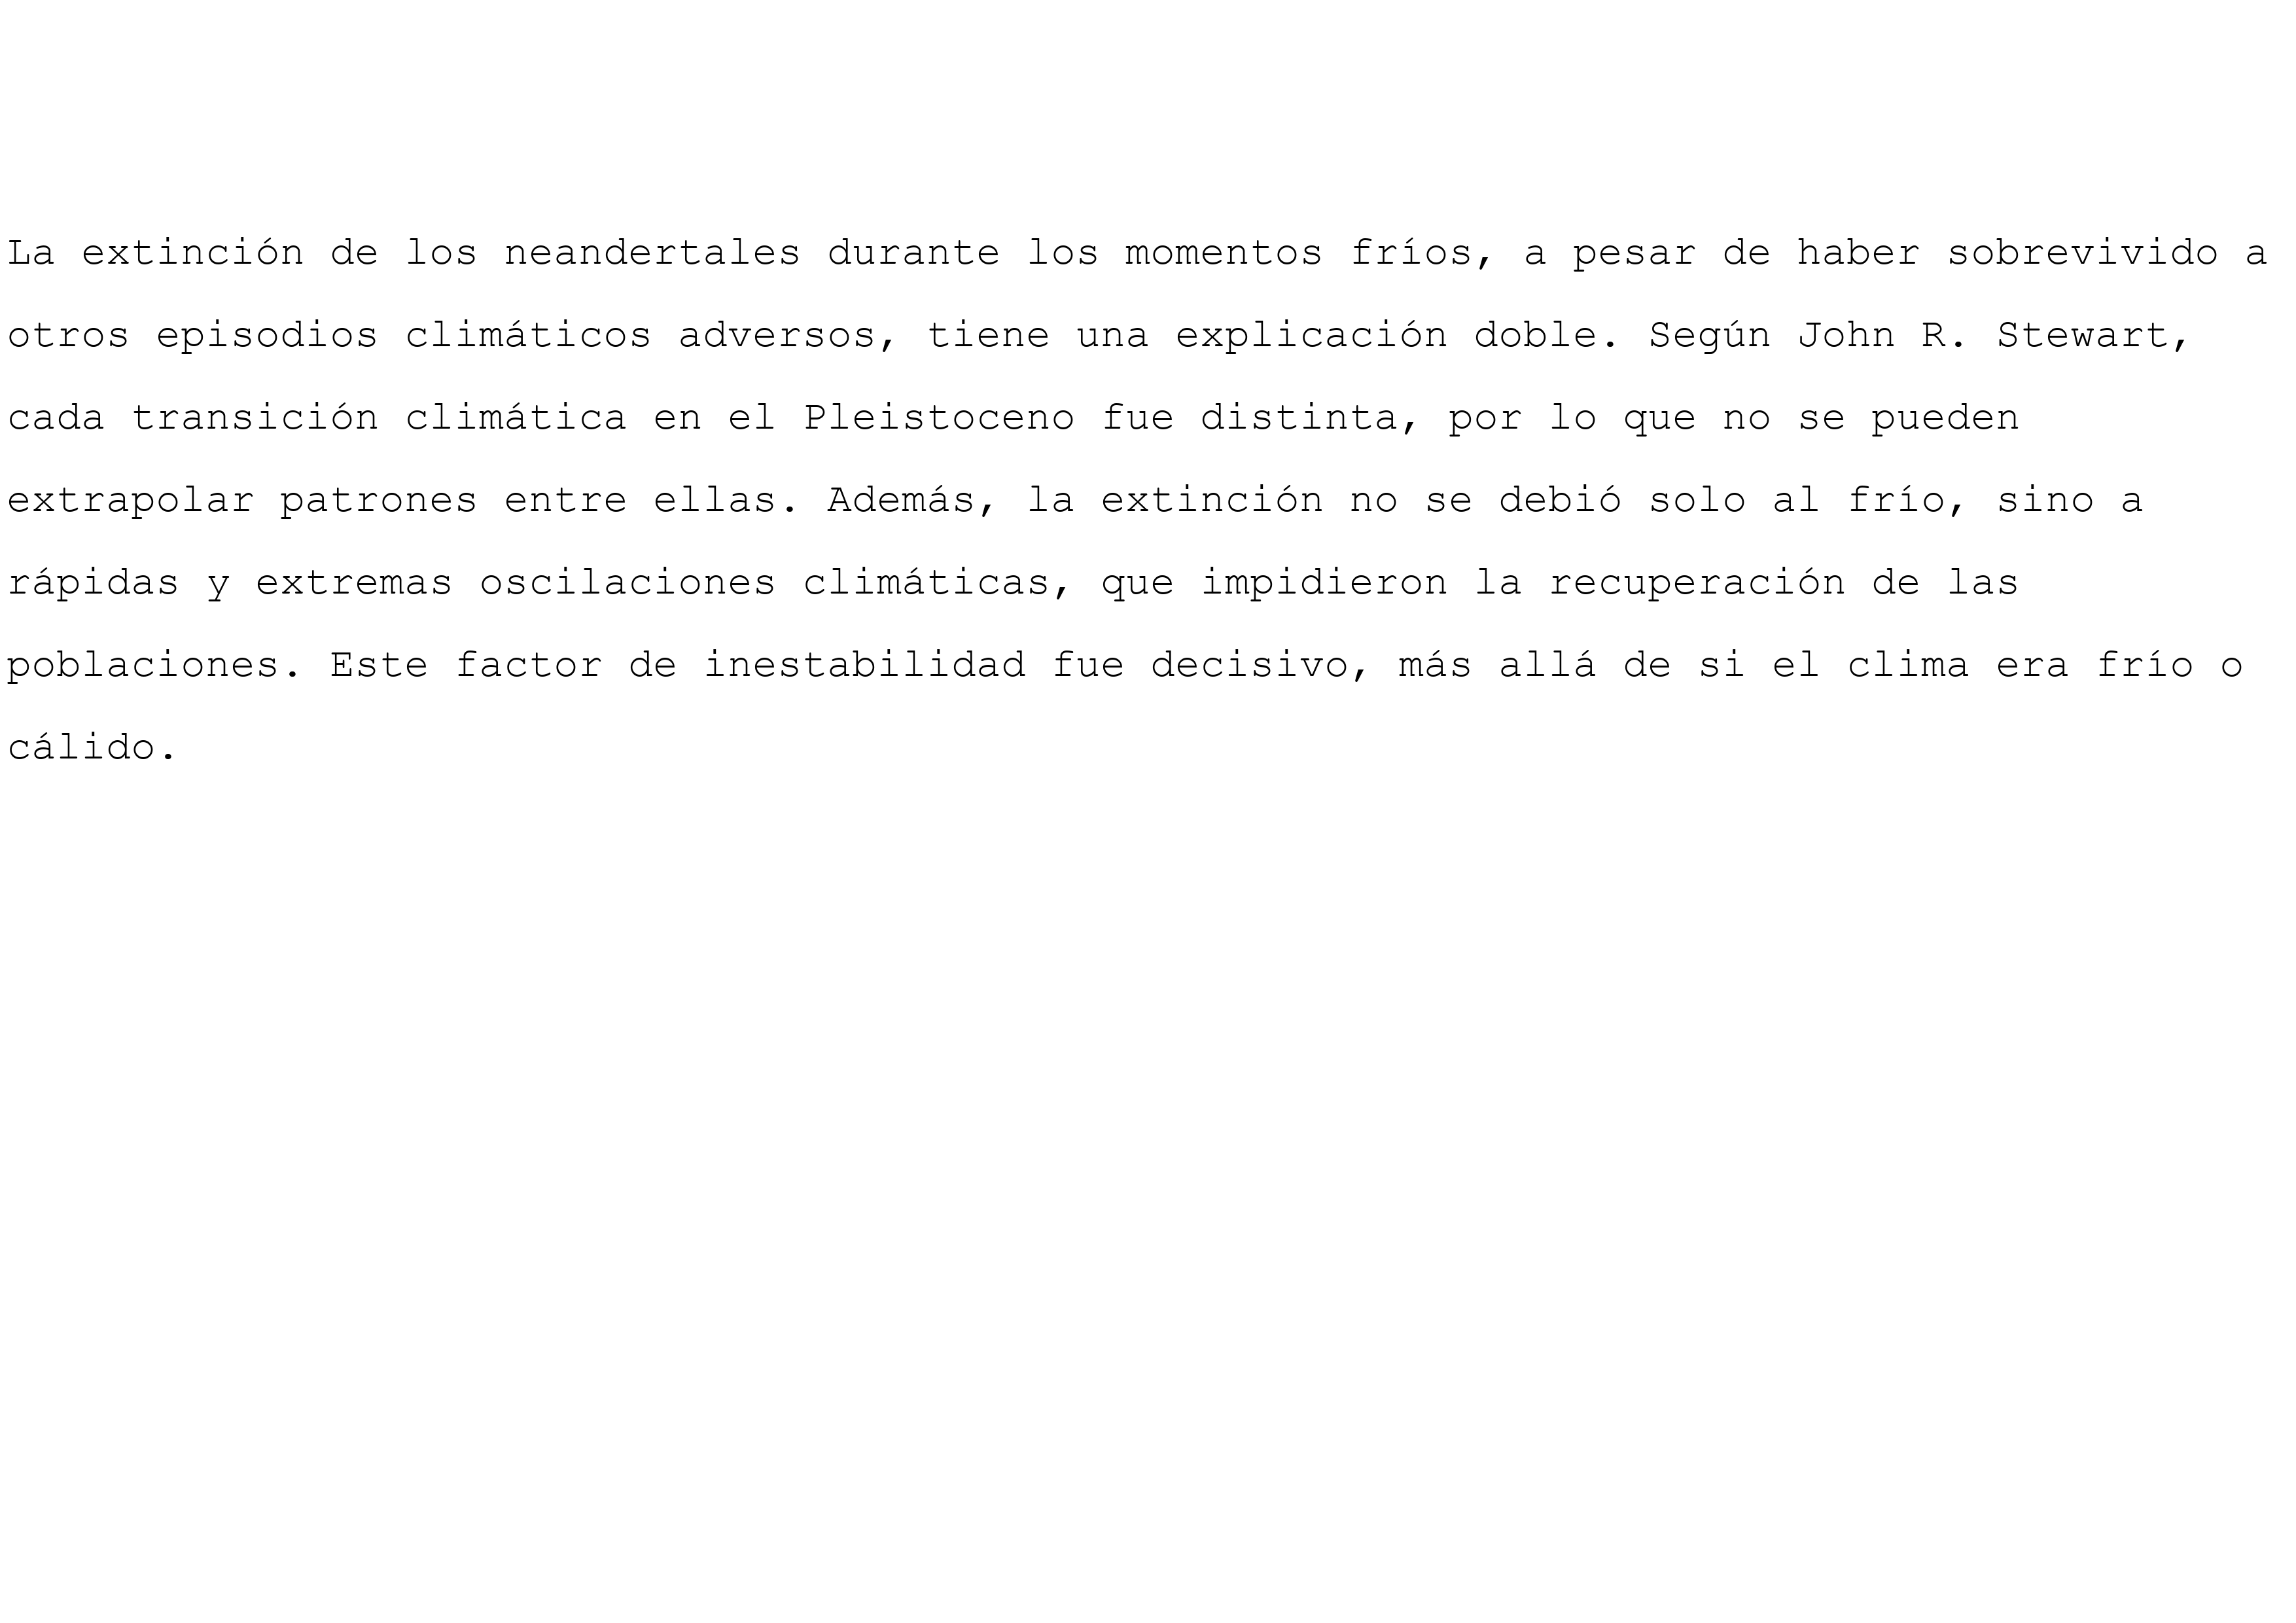 La extinción de los neandertales durante los momentos fríos, a pesar de haber sobrevivido a
otros episodios climáticos adversos, tiene una explicación doble. Según John R. Stewart,
cada transición climática en el Pleistoceno fue distinta, por lo que no se pueden
extrapolar patrones entre ellas. Además, la extinción no se debió solo al frío, sino a
rápidas y extremas oscilaciones climáticas, que impidieron la recuperación de las
poblaciones. Este factor de inestabilidad fue decisivo, más allá de si el clima era frío o
cálido.